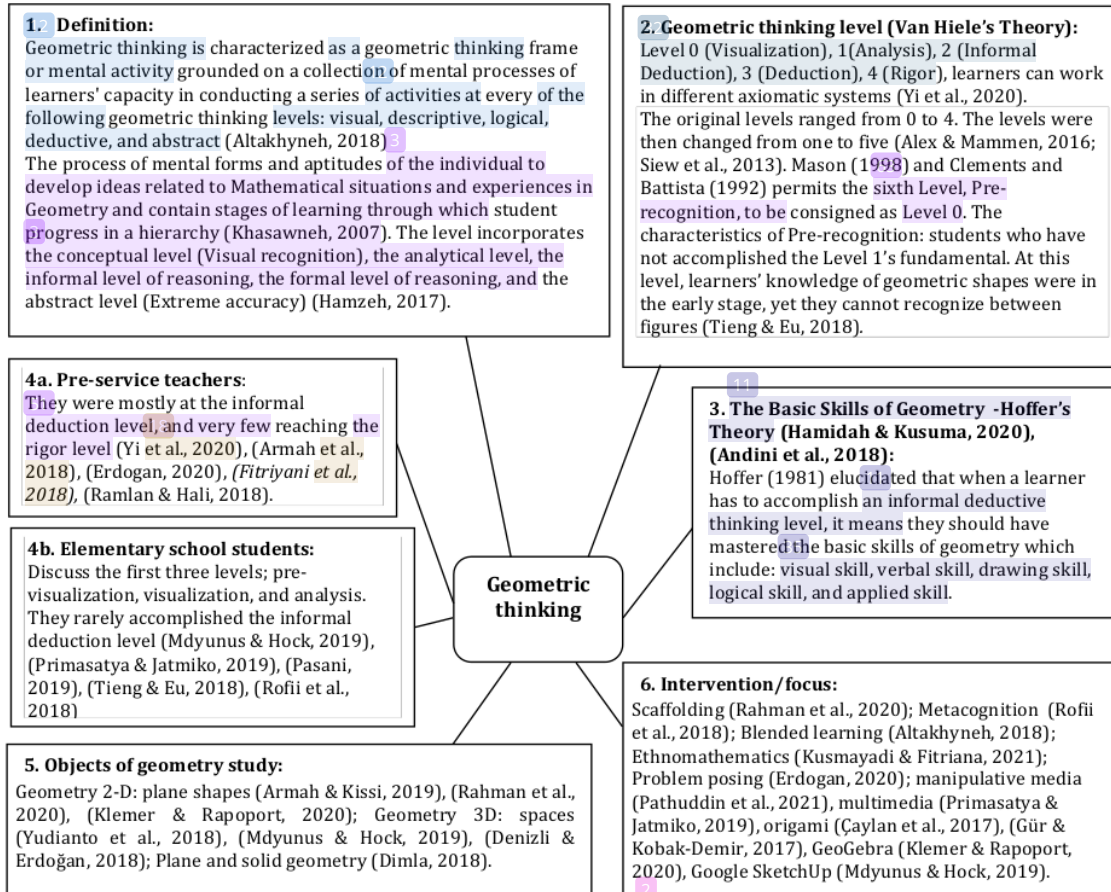 1. Definition:
Geometric thinking is characterized as a geometric thinking frame
or mental activity grounded on a collection of mental processes of
learners' capacity in conducting a series of activities at every of the
following geometric thinking levels: visual, descriptive, logical,
deductive, and abstract (Altakhyneh, 2018) 3
The process of mental forms and aptitudes of the individual to
develop ideas related to Mathematical situations and experiences in
Geometry and contain stages of learning through which student
progress in a hierarchy (Khasawneh, 2007). The level incorporates
the conceptual level (Visual recognition), the analytical level, the
informal level of reasoning, the formal level of reasoning, and the
abstract level (Extreme accuracy) (Hamzeh, 2017).
2. Geometric thinking level (Van Hiele's Theory):
Level 0 (Visualization), 1(Analysis), 2 (Informal
Deduction), 3 (Deduction), 4 (Rigor), learners can work
in different axiomatic systems (Yi et al., 2020).
The original levels ranged from 0 to 4. The levels were
then changed from one to five (Alex & Mammen, 2016;
Siew et al., 2013). Mason (1998) and Clements and
Battista (1992) permits the sixth Level, Pre-
recognition, to be consigned as Level 0. The
characteristics of Pre-recognition: students who have
not accomplished the Level 1's fundamental. At this
level, learners' knowledge of geometric shapes were in
the early stage, yet they cannot recognize between
figures (Tieng & Eu, 2018).
4a. Pre-service teachers:
They were mostly at the informal
deduction level, and very few reaching the
rigor level (Yi et al., 2020), (Armah et al.,
2018), (Erdogan, 2020), (Fitriyani et al.,
2018), (Ramlan & Hali, 2018).
11
3. The Basic Skills of Geometry -Hoffer's
Theory (Hamidah & Kusuma, 2020),
(Andini et al., 2018):
Hoffer (1981) elucidated that when a learner
has to accomplish an informal deductive
thinking level, it means they should have
mastered the basic skills of geometry which
include: visual skill, verbal skill, drawing skill,
logical skill, and applied skill.
4b. Elementary school students:
Discuss the first three levels; pre-
visualization, visualization, and analysis.
They rarely accomplished the informal
deduction level (Mdyunus & Hock, 2019),
(Primasatya & Jatmiko, 2019), (Pasani,
2019), (Tieng & Eu, 2018), (Rofii et al.,
2018)
Geometric
thinking
5. Objects of geometry study:
Geometry 2-D: plane shapes (Armah & Kissi, 2019), (Rahman et al.,
2020), (Klemer & Rapoport, 2020); Geometry 3D: spaces
(Yudianto et al., 2018), (Mdyunus & Hock, 2019), (Denizli &
Erdoğan, 2018); Plane and solid geometry (Dimla, 2018).
6. Intervention/focus:
Scaffolding (Rahman et al., 2020); Metacognition (Rofii
et al., 2018); Blended learning (Altakhyneh, 2018);
Ethnomathematics (Kusmayadi & Fitriana, 2021);
Problem posing (Erdogan, 2020); manipulative media
(Pathuddin et al., 2021), multimedia (Primasatya &
Jatmiko, 2019), origami (Çaylan et al., 2017), (Gür &
Kobak-Demir, 2017), GeoGebra (Klemer & Rapoport,
2020), Google SketchUp (Mdyunus & Hock, 2019).
2